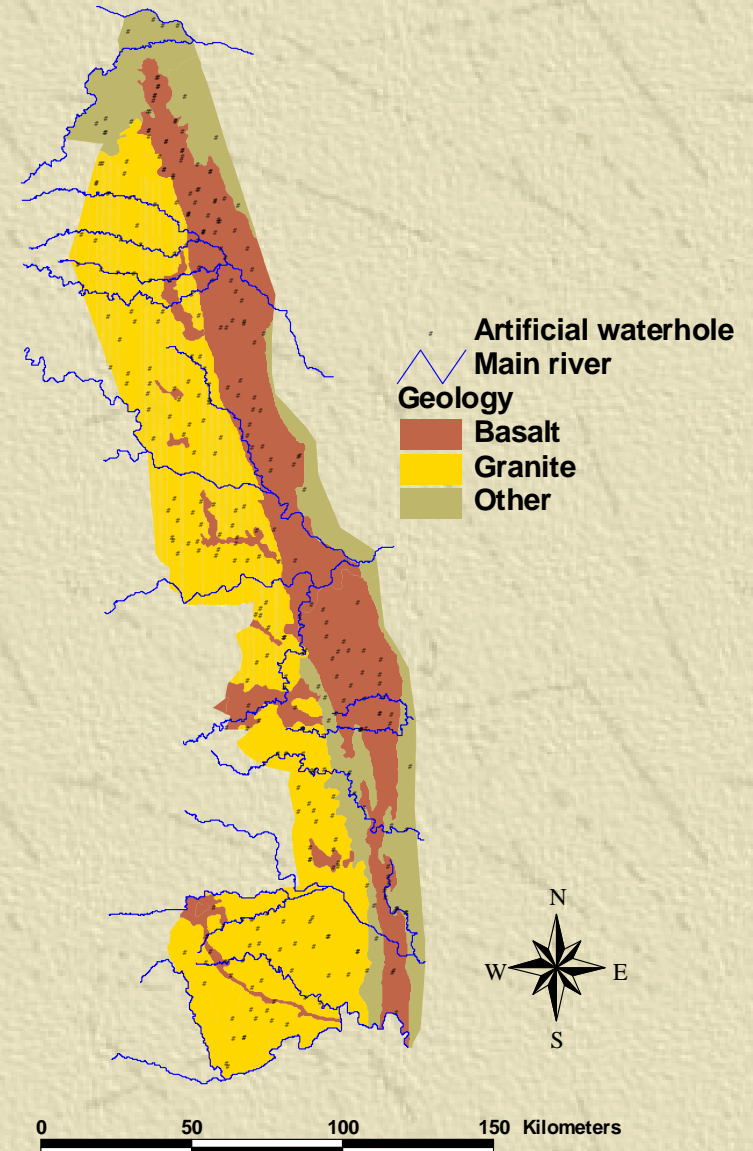 Artificial waterhole
Main river
Geology
Basalt
Granite
Other
N
W E
S
0 50 100 150 Kilometers